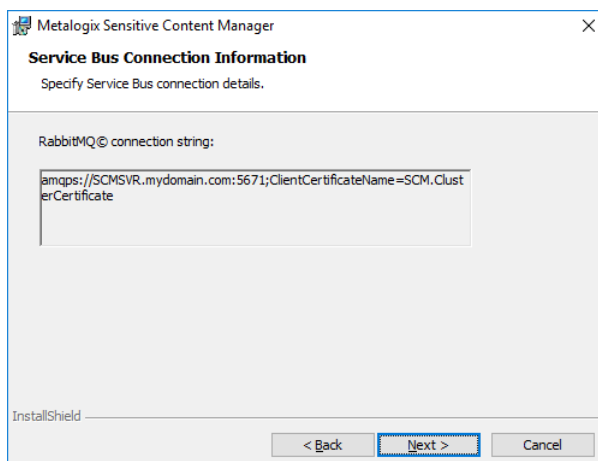 Metalogix Sensitive Content Manager
Service Bus Connection Information
Specify Service Bus connection details.
RabbitMQ© connection string:
amqps://SCMSVR.mydomain.com:5671;ClientCertificateName=SCM.Clust
erCertificate
InstallShield
< Back Next > Cancel